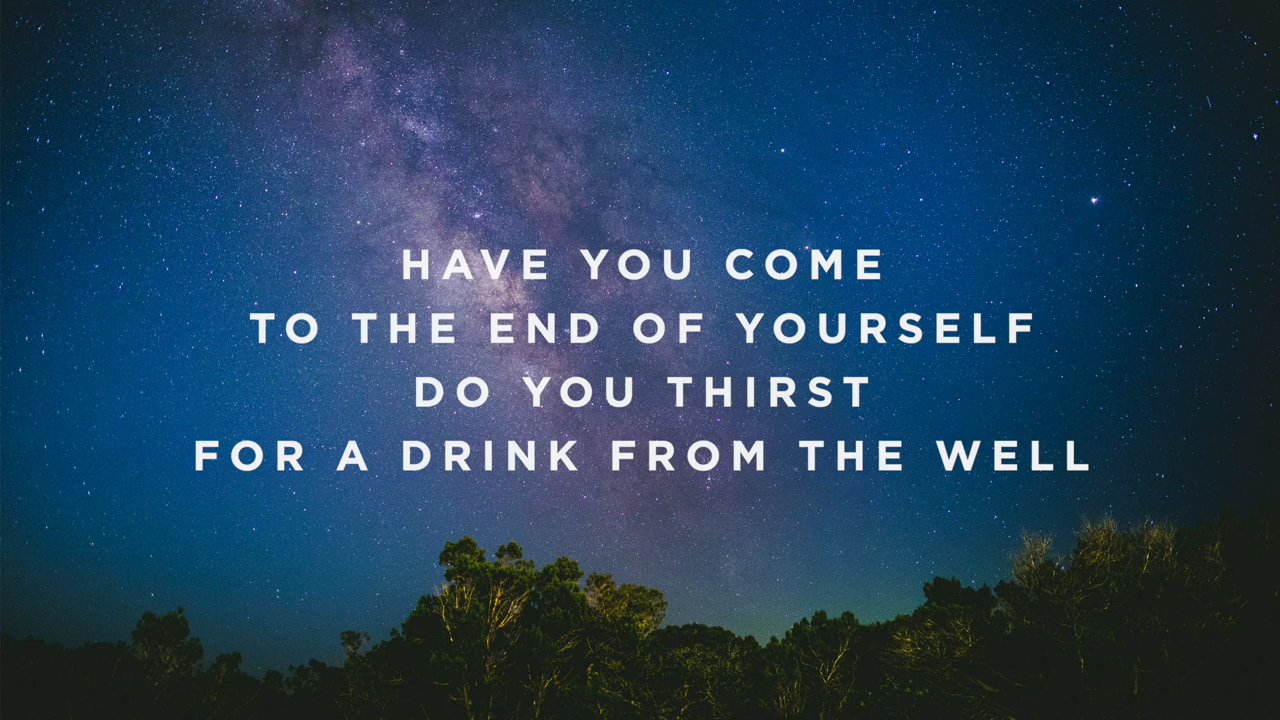 HAVE YOU COME
TO THE END OF YOURSELF
DO YOU THIRST
FOR A DRINK FROM THE WELL